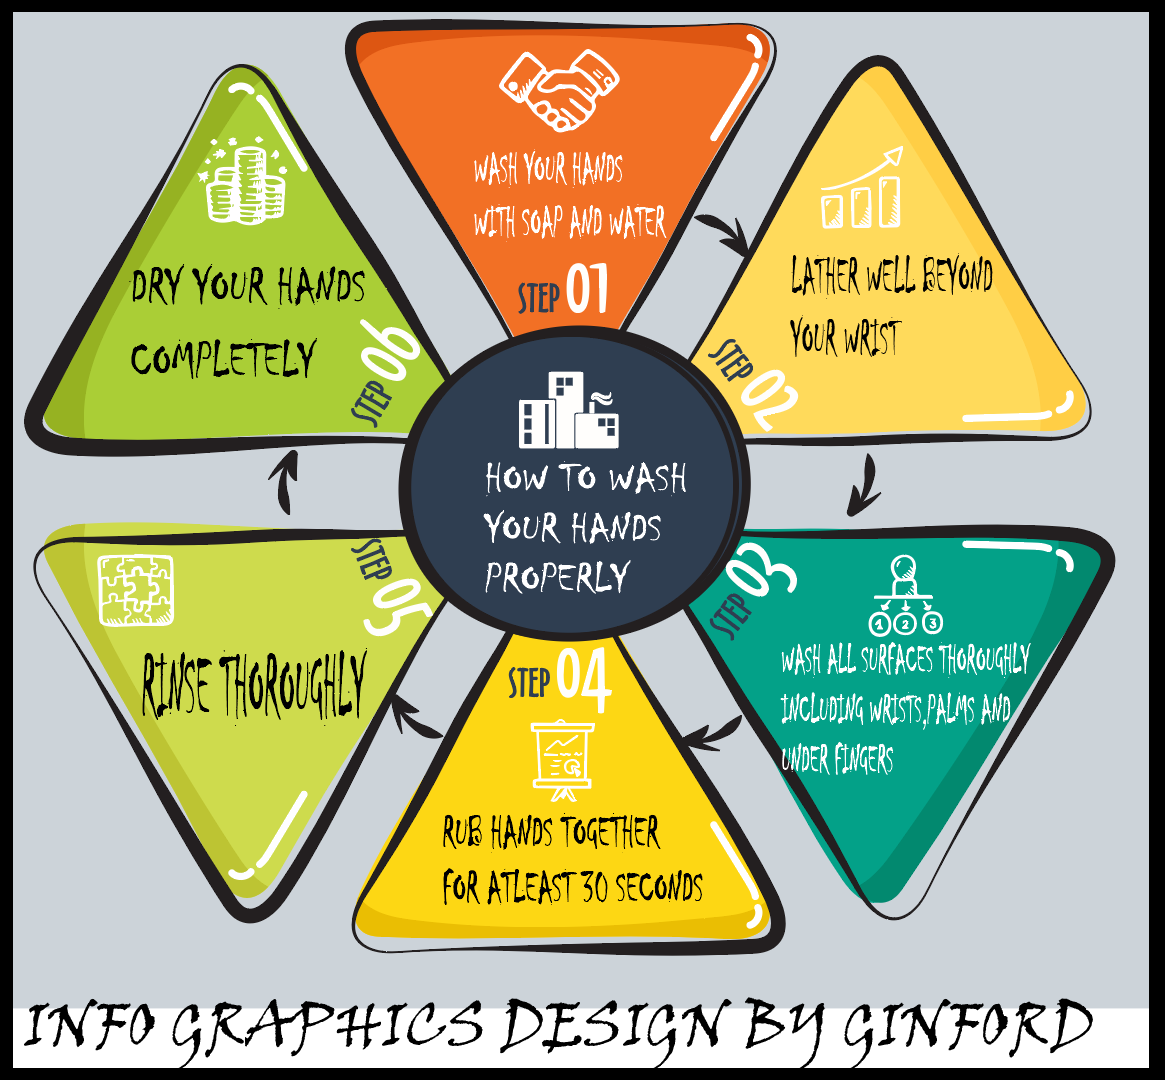 HOW TO WASH
YOUR HANDS
PROPERLY
WASH YOUR HANDS
WITH SOAP AND WATER
STEP 01
LATHER WELL BEYOND
YOUR WRIST
STEP 02
STEP 03
1 2 3
WASH ALL SURFACES THOROUGHLY
INCLUDING WRISTS,PALMS AND
UNDER FINGERS
STEP 04
RUB HANDS TOGETHER
FOR ATLEAST 30 SECONDS
STEP 05
RINSE THOROUGHLY
DRY YOUR HANDS
COMPLETELY
STEP 06
INFO GRAPHICS DESIGN BY GINFORD